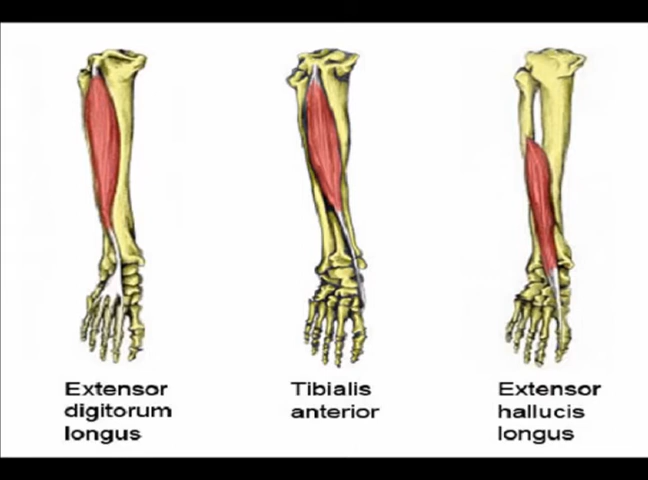 Extensor
digitorum
longus
Tibialis
anterior
Extensor
hallucis
longus